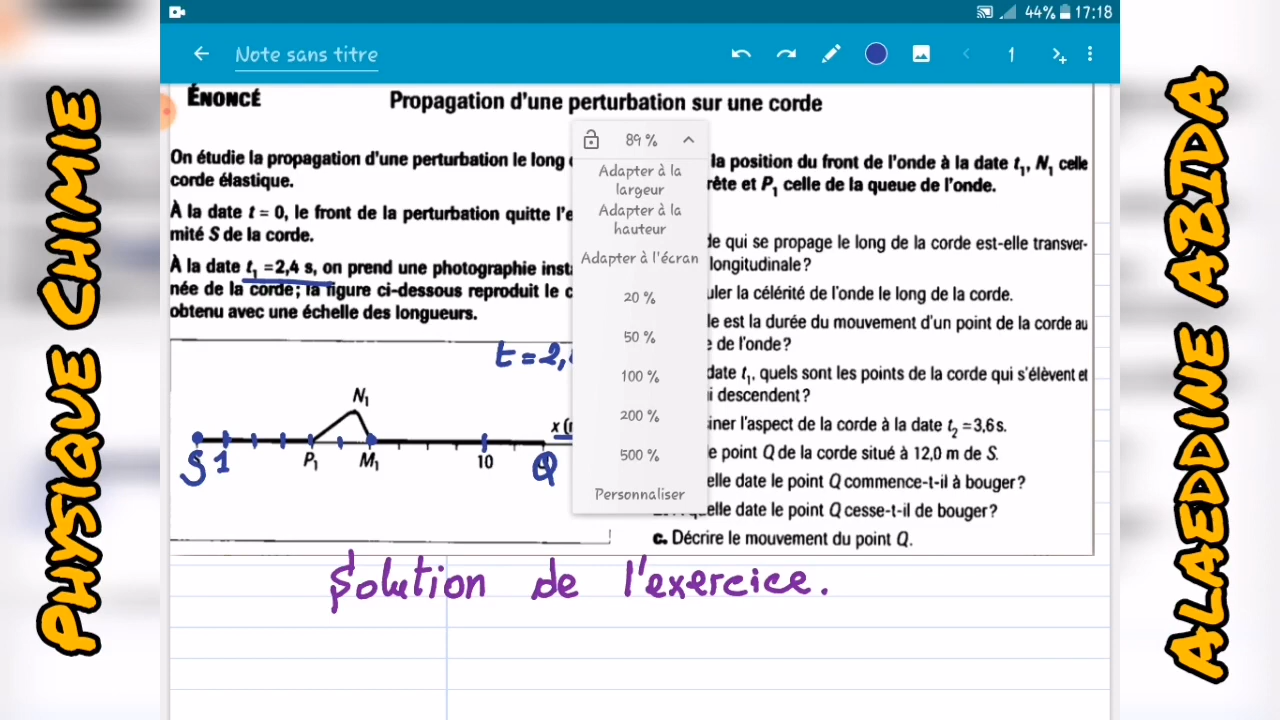 PHYSIQUE CHIMIE
44% 17:18
Note sans titre
1
ÉNONCÉ
Propagation d'une perturbation sur une corde
On étudie la propagation d'une perturbation le long
corde élastique.
À la date t = 0, le front de la perturbation quitte l'e
mité S de la corde.
À la date t₁ = 2,4 s, on prend une photographie inst
née de la corde; la figure ci-dessous reproduit le c
obtenu avec une échelle des longueurs.
t = 2,
N₁
x (
S 1 P₁ M₁ 10 Q
89 %
Adapter à la
largeur
Adapter à la
hauteur
Adapter à l'écran
20 %
50 %
100 %
200 %
500 %
Personnaliser
la position du front de l'onde à la date t₁, N₁ celle
rête et P₁ celle de la queue de l'onde.
de qui se propage le long de la corde est-elle transver-
longitudinale?
uler la célérité de l'onde le long de la corde.
le est la durée du mouvement d'un point de la corde au
e de l'onde?
date t₁, quels sont les points de la corde qui s'élèvent et
i descendent?
iner l'aspect de la corde à la date t₂ = 3,6 s.
e point Q de la corde situé à 12,0 m de S.
elle date le point Q commence-t-il à bouger?
quelle date le point Q cesse-t-il de bouger?
c. Décrire le mouvement du point Q.
Solution de l'exercice.
ALAEDDINE ABIDA